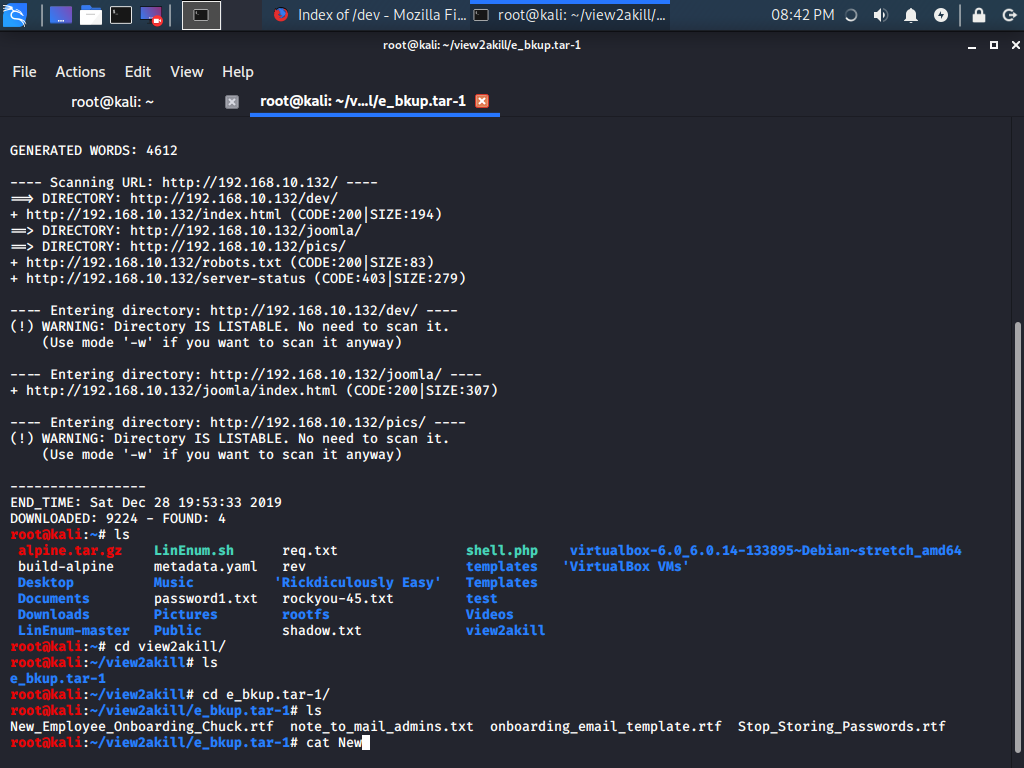 Index of /dev - Mozilla Fi...
root@kali: ~/view2akill/...
08:42 PM
root@kali: ~/view2akill/e_bkup.tar-1
File Actions Edit View Help
root@kali: ~
root@kali: ~/v...l/e_bkup.tar-1
GENERATED WORDS: 4612
---- Scanning URL: http://192.168.10.132/ ----
==> DIRECTORY: http://192.168.10.132/dev/
+ http://192.168.10.132/index.html (CODE:200|SIZE:194)
==> DIRECTORY: http://192.168.10.132/joomla/
==> DIRECTORY: http://192.168.10.132/pics/
+ http://192.168.10.132/robots.txt (CODE:200|SIZE:83)
+ http://192.168.10.132/server-status (CODE:403|SIZE:279)
---- Entering directory: http://192.168.10.132/dev/ ----
(!) WARNING: Directory IS LISTABLE. No need to scan it.
(Use mode '-w' if you want to scan it anyway)
---- Entering directory: http://192.168.10.132/joomla/ ----
+ http://192.168.10.132/joomla/index.html (CODE:200|SIZE:307)
---- Entering directory: http://192.168.10.132/pics/ ----
(!) WARNING: Directory IS LISTABLE. No need to scan it.
(Use mode '-w' if you want to scan it anyway)
-----------------
END_TIME: Sat Dec 28 19:53:33 2019
DOWNLOADED: 9224 - FOUND: 4
root@kali:~# ls
alpine.tar.gz LinEnum.sh req.txt shell.php virtualbox-6.0_6.0.14-133895~Debian~stretch_amd64
build-alpine metadata.yaml rev templates 'VirtualBox VMs'
Desktop Music 'Rickdiculously Easy' Templates
Documents password1.txt rockyou-45.txt test
Downloads Pictures rootfs Videos
LinEnum-master Public shadow.txt view2akill
root@kali:~# cd view2akill/
root@kali:~/view2akill# ls
e_bkup.tar-1
root@kali:~/view2akill# cd e_bkup.tar-1/
root@kali:~/view2akill/e_bkup.tar-1# ls
New_Employee_Onboarding_Chuck.rtf note_to_mail_admins.txt onboarding_email_template.rtf Stop_Storing_Passwords.rtf
root@kali:~/view2akill/e_bkup.tar-1# cat New